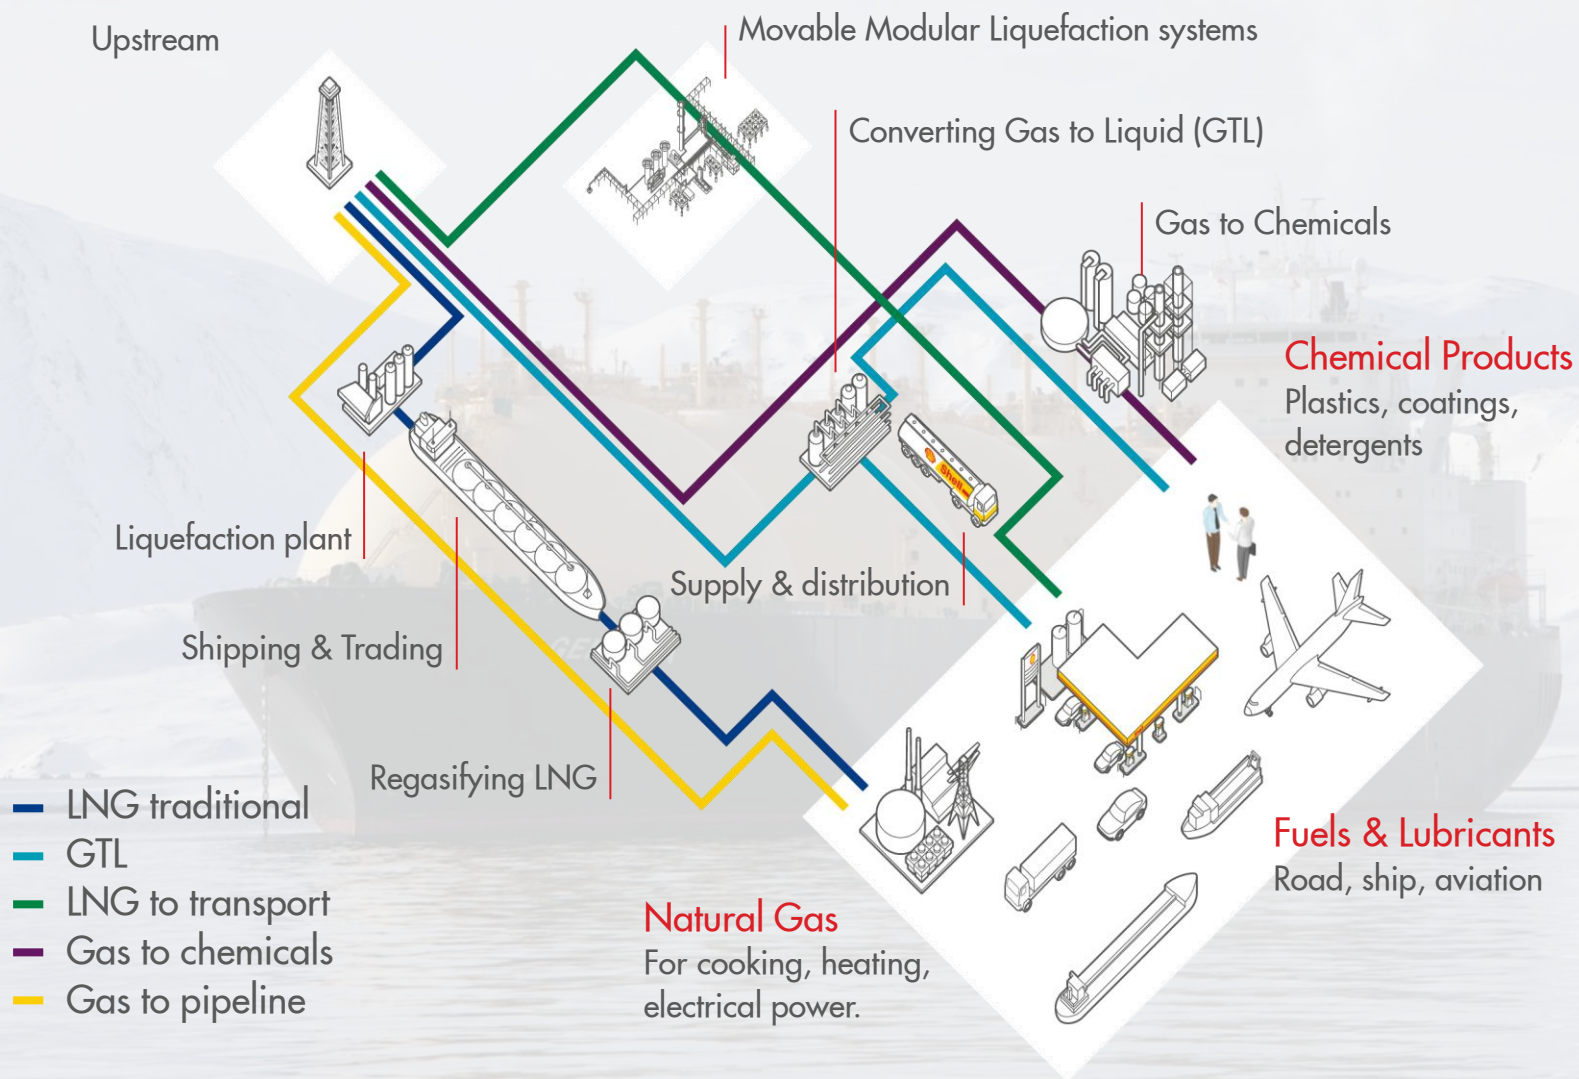 Upstream
Movable Modular Liquefaction systems
Converting Gas to Liquid (GTL)
Gas to Chemicals
Chemical Products
Plastics, coatings,
detergents
Shell
Liquefaction plant
Supply & distribution
Shipping & Trading
Regasifying LNG
LNG traditional
GTL
LNG to transport
Gas to chemicals
Gas to pipeline
Fuels & Lubricants
Road, ship, aviation
Natural Gas
For cooking, heating,
electrical power.